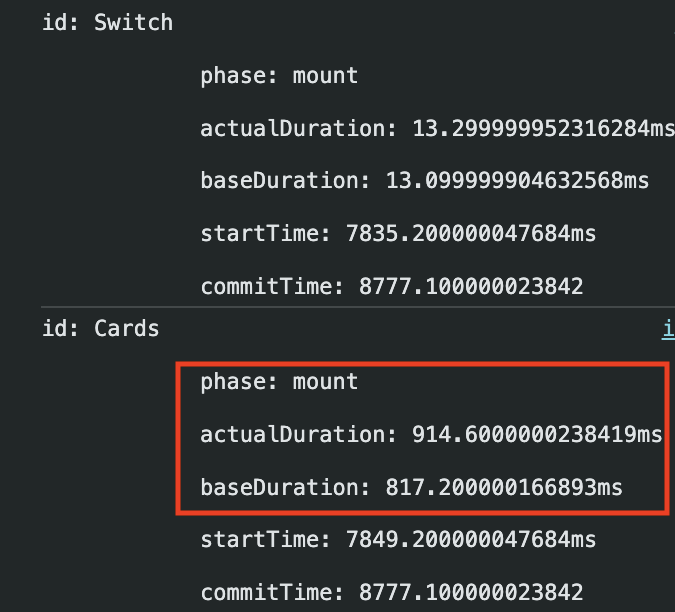 id: Switch
phase: mount
actualDuration: 13.299999952316284ms
baseDuration: 13.099999904632568ms
startTime: 7835.200000047684ms
commitTime: 8777.100000023842
id: Cards
phase: mount
actualDuration: 914.6000000238419ms
baseDuration: 817.200000166893ms
startTime: 7849.200000047684ms
commitTime: 8777.100000023842